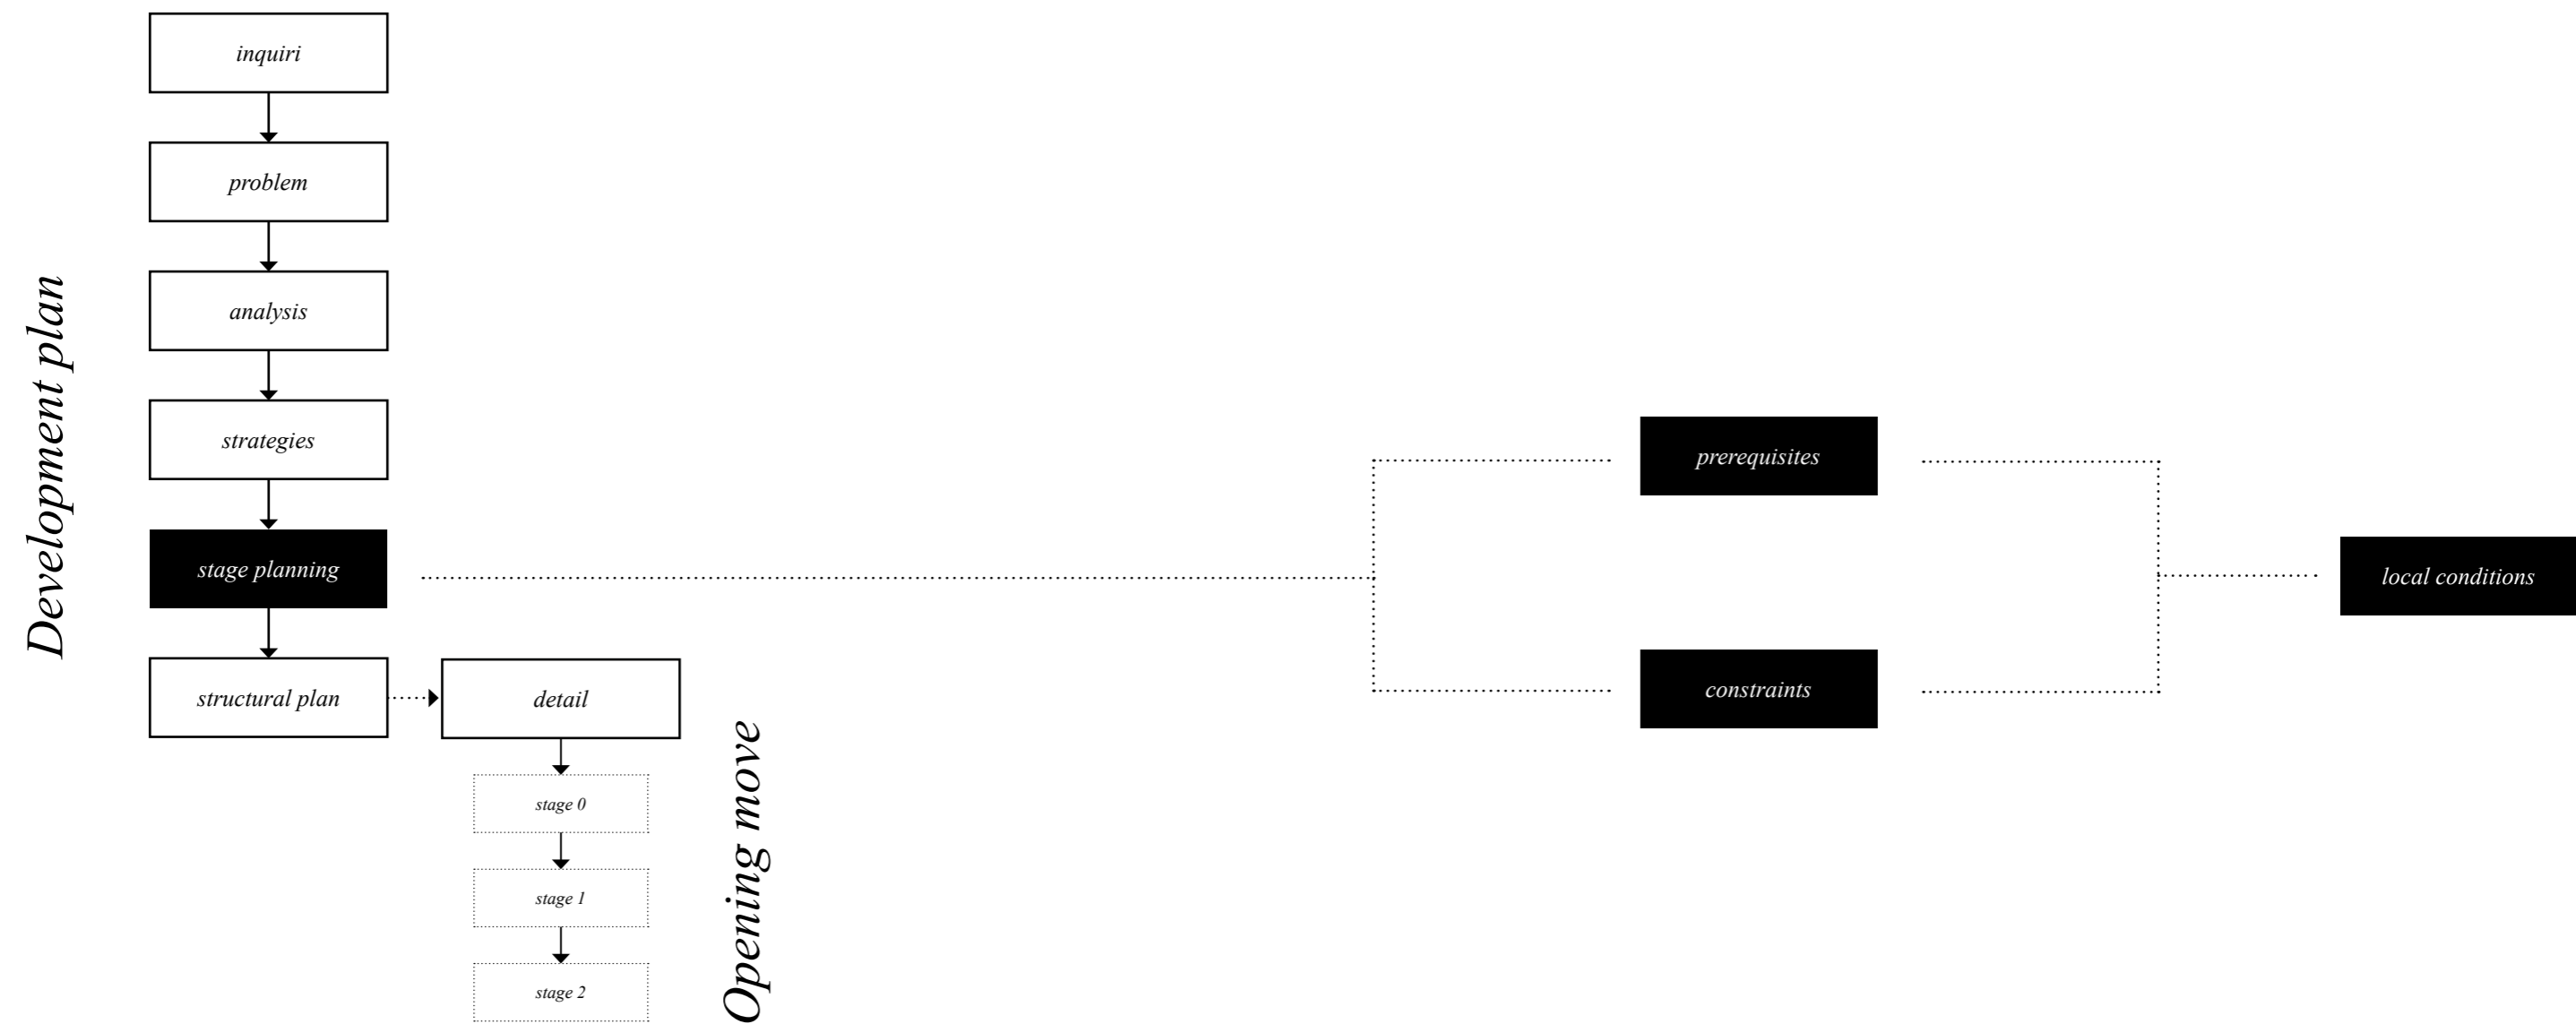 Development plan
inquiri
problem
analysis
strategies
stage planning
structural plan
detail
stage 0
stage 1
stage 2
Opening move
prerequisites
constraints
local conditions